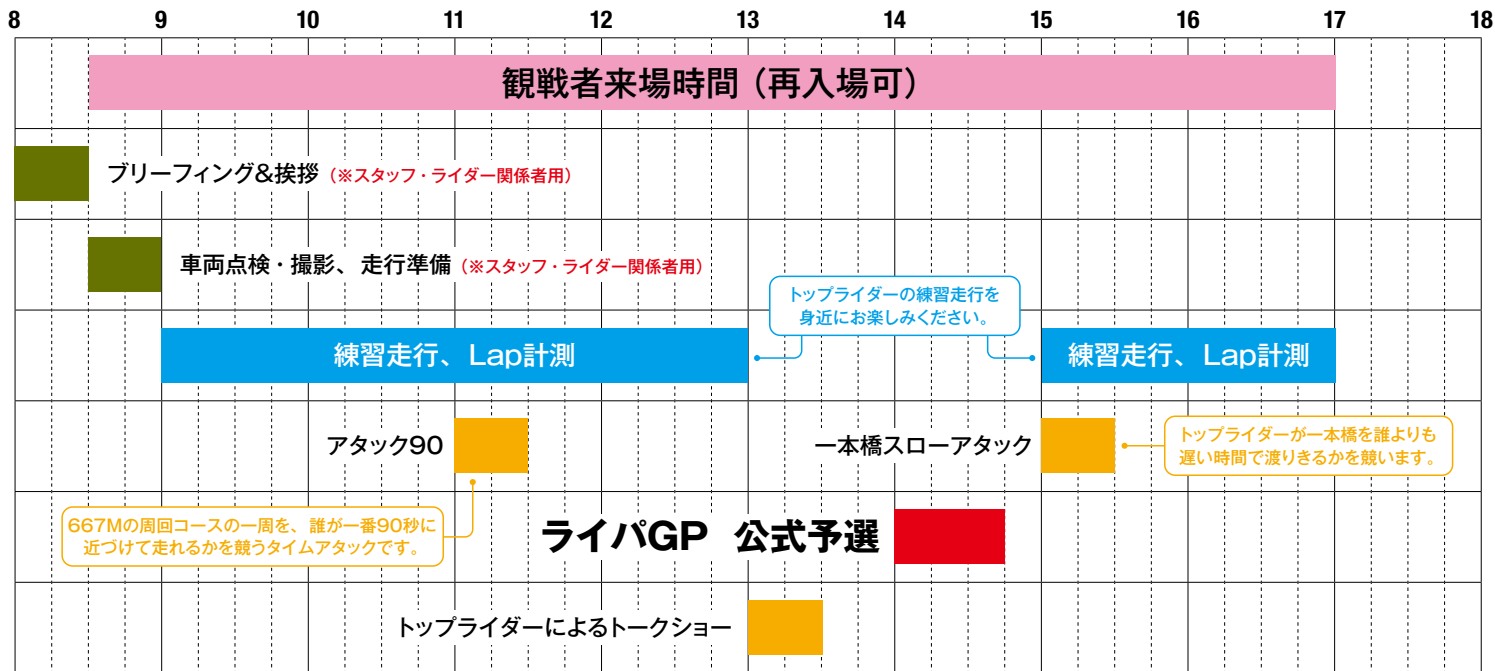 8 9 10 11 12 13 14 15 16 17 18
観戦者来場時間（再入場可）
ブリーフィング&挨拶（※スタッフ・ライダー関係者用）
車両点検・撮影、走行準備（※スタッフ・ライダー関係者用）
トップライダーの練習走行を
身近にお楽しみください。
練習走行、Lap計測
練習走行、Lap計測
アタック90
一本橋スローアタック
トップライダーが一本橋を誰よりも
遅い時間で渡りきるかを競います。
667Mの周回コースの一周を、誰が一番90秒に
近づけて走れるかを競うタイムアタックです。
ライパGP 公式予選
トップライダーによるトークショー